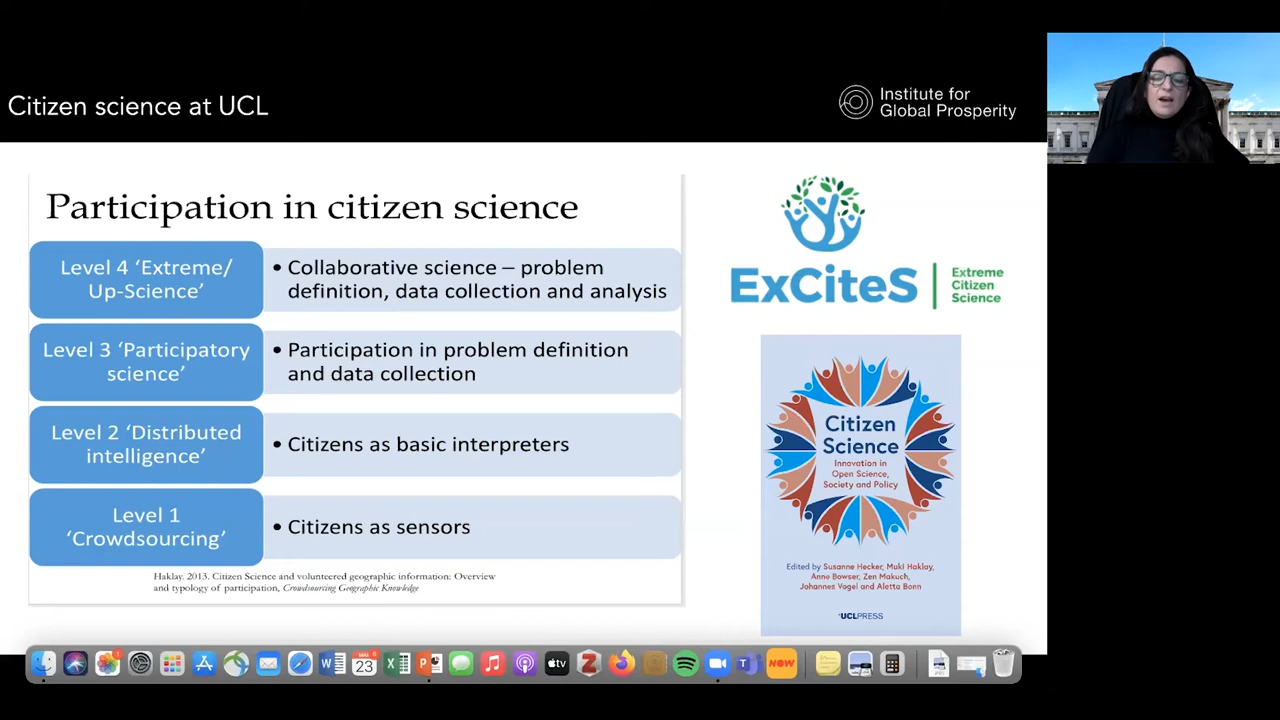 Citizen science at UCL
Institute for
Global Prosperity
Participation in citizen science
Level 4 ‘Extreme/
Up-Science’
• Collaborative science – problem
definition, data collection and analysis
Level 3 ‘Participatory
science’
• Participation in problem definition
and data collection
Level 2 ‘Distributed
intelligence’
• Citizens as basic interpreters
Level 1
‘Crowdsourcing’
• Citizens as sensors
Haklay. 2013. Citizen Science and volunteered geographic information: Overview
and typology of participation, Crowdsourcing Geographic Knowledge
ExCiteS
Extreme
Citizen
Science
Citizen
Science
Innovation in
Open Science,
Society and Policy
Edited by Susanne Hecker, Muki Haklay,
Anne Bowser, Zen Makuch,
Johannes Vogel and Aletta Bonn
UCLPRESS
1
W
23
X
P
tv
Z
T
NOW